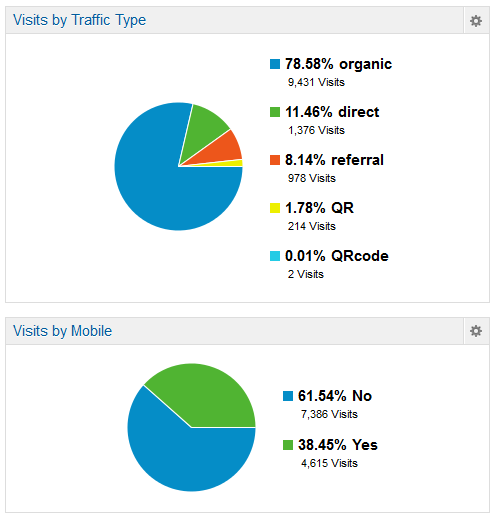 Visits by Traffic Type
78.58% organic
9,431 Visits
11.46% direct
1,376 Visits
8.14% referral
978 Visits
1.78% QR
214 Visits
0.01% QRcode
2 Visits
Visits by Mobile
61.54% No
7,386 Visits
38.45% Yes
4,615 Visits